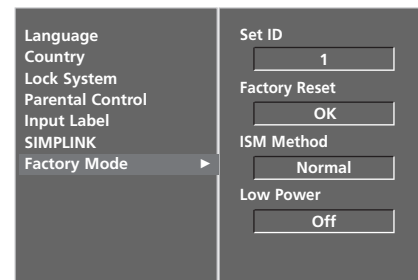 Language
Country
Lock System
Parental Control
Input Label
SIMPLINK
Factory Mode ►
Set ID
1
Factory Reset
OK
ISM Method
Normal
Low Power
Off